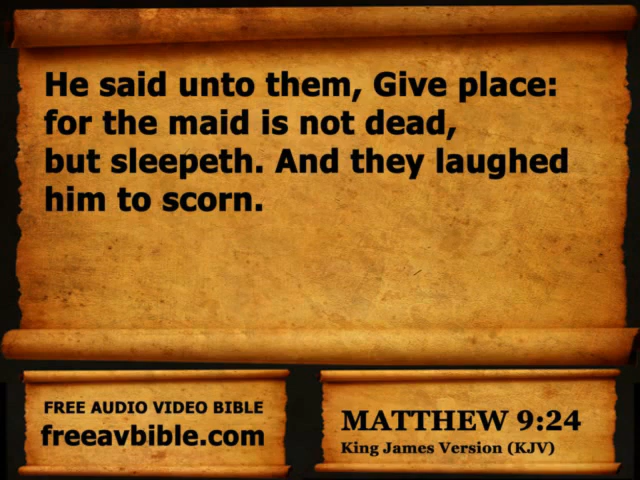 He said unto them, Give place:
for the maid is not dead,
but sleepeth. And they laughed
him to scorn.
FREE AUDIO VIDEO BIBLE
freeavbible.com
MATTHEW 9:24
King James Version (KJV)